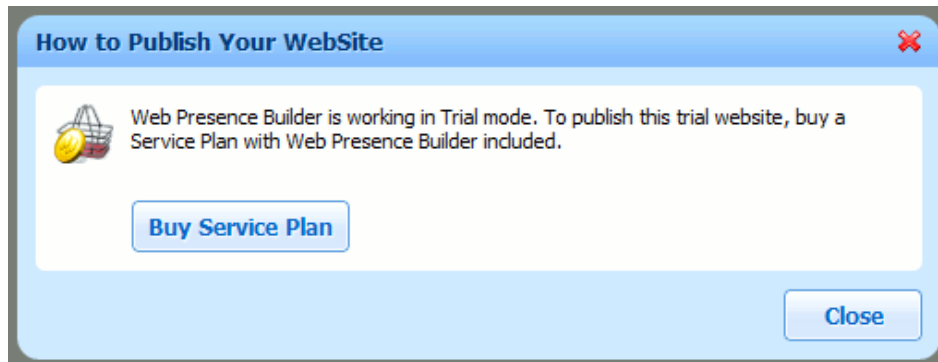 How to Publish Your WebSite
Web Presence Builder is working in Trial mode. To publish this trial website, buy a
Service Plan with Web Presence Builder included.
Buy Service Plan
Close